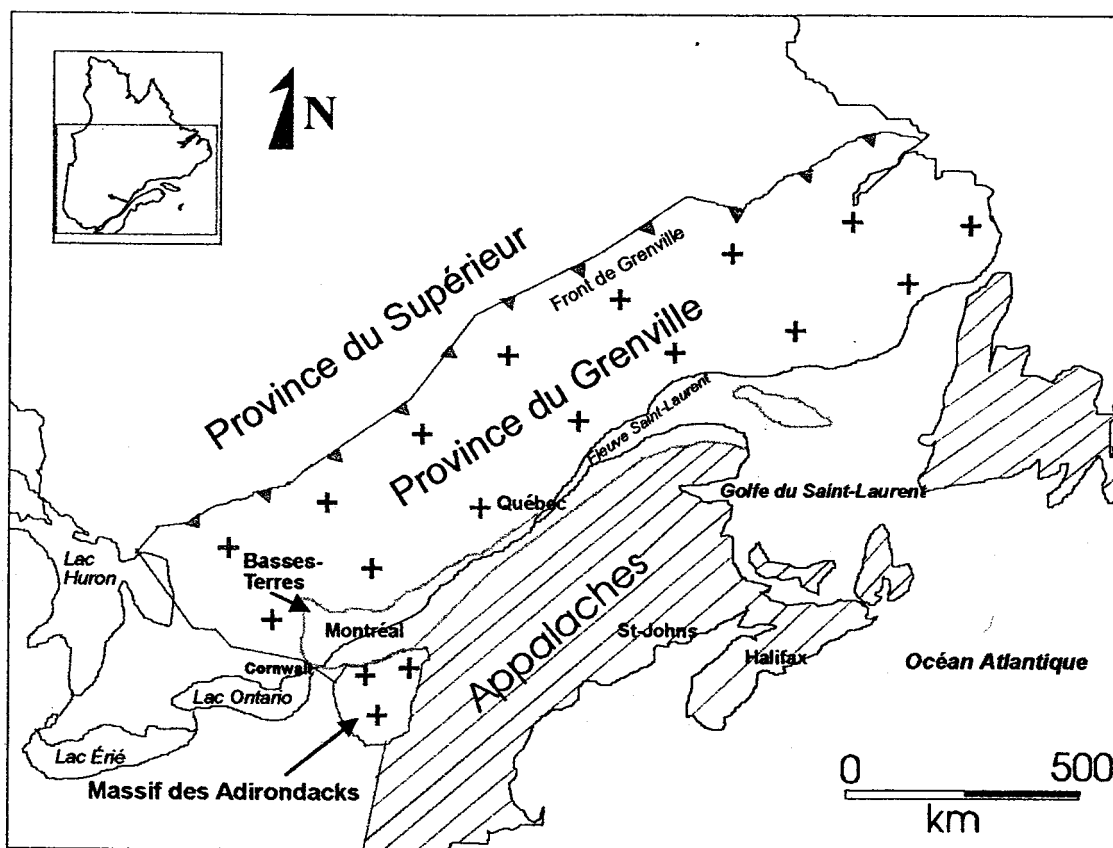 N
Province du Supérieur
Front de Grenville
Province du Grenville
Fleuve Saint-Laurent
Québec
Golfe du Saint-Laurent
Lac
Huron
Basses-
Terres
Montréal
Appalaches
St-Johns
Halifax
Océan Atlantique
Cornwall
Lac Ontario
Lac Érié
Massif des Adirondacks
0 500
km